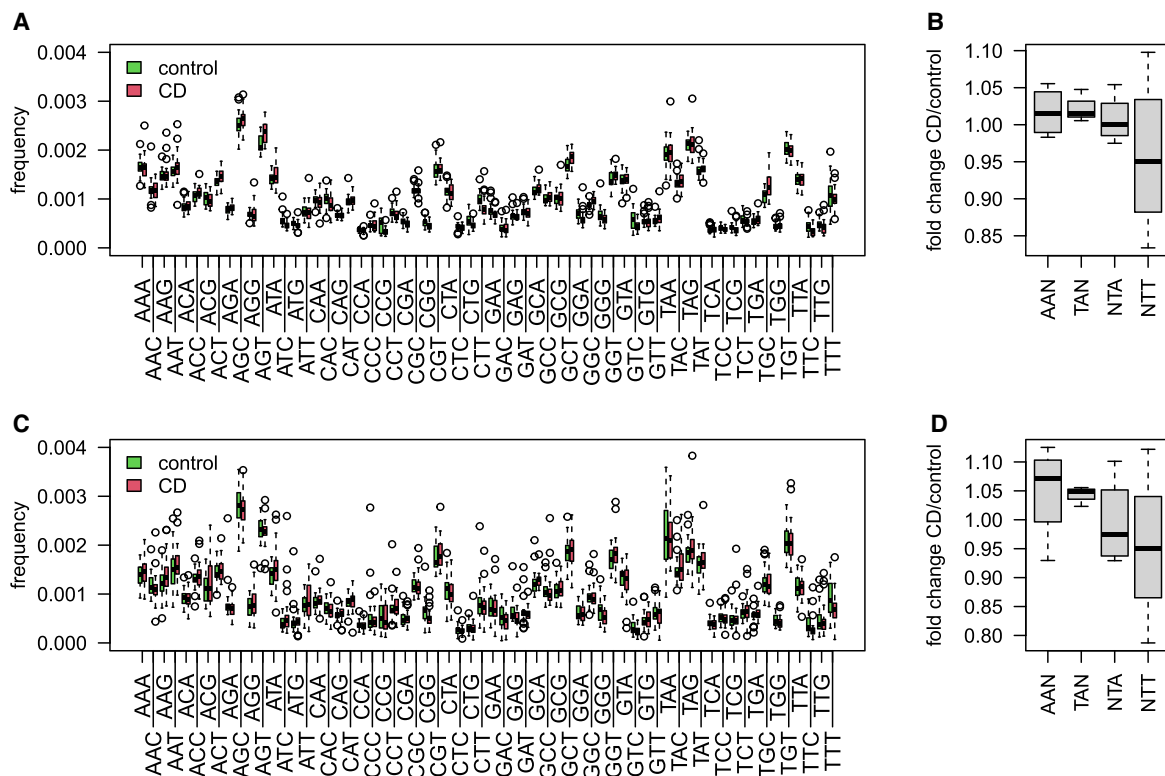 A
0.004
0.003
0.002
0.001
0.000
frequency
control
CD
AAA AAG ACA ACG AGA AGG ATA ATG CAA CAG CCA CCG CGA CGG CTA CTG GAA GAG GCA GCG GGA GGG GTA GTG TAA TAG TCA TCG TGA TGG TTA TTG
AAC AAT ACC ACT AGC AGT ATC ATT CAC CAT CCC CCT CGC CGT CTC CTT GAC GAT GCC GCT GGC GGT GTC GTT TAC TAT TCC TCT TGC TGT TTC TTT
B
1.10
1.05
1.00
0.95
0.90
0.85
fold change CD/control
AAN TAN NTA NTT
C
0.004
0.003
0.002
0.001
0.000
frequency
control
CD
AAA AAG ACA ACG AGA AGG ATA ATG CAA CAG CCA CCG CGA CGG CTA CTG GAA GAG GCA GCG GGA GGG GTA GTG TAA TAG TCA TCG TGA TGG TTA TTG
AAC AAT ACC ACT AGC AGT ATC ATT CAC CAT CCC CCT CGC CGT CTC CTT GAC GAT GCC GCT GGC GGT GTC GTT TAC TAT TCC TCT TGC TGT TTC TTT
D
1.10
1.05
1.00
0.95
0.90
0.85
0.80
fold change CD/control
AAN TAN NTA NTT